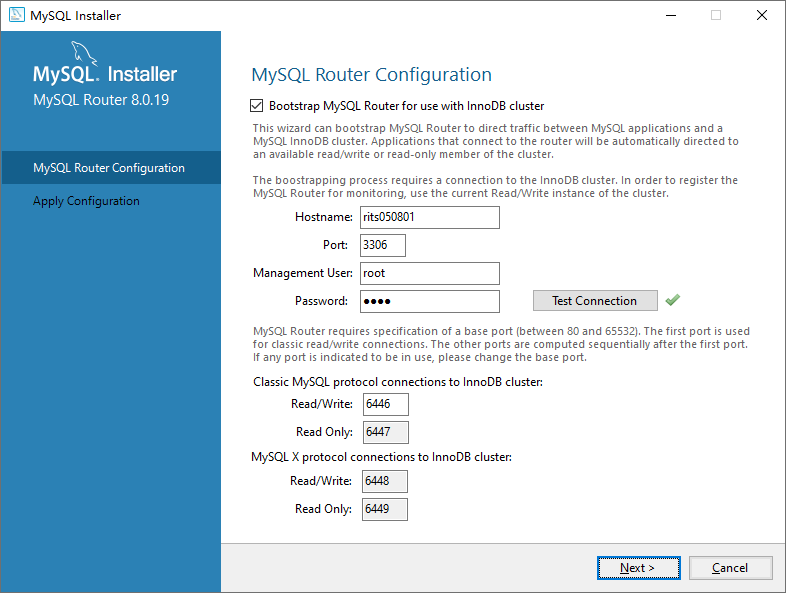 MySQL Installer
MySQL. Installer
MySQL Router 8.0.19
MySQL Router Configuration
Apply Configuration
MySQL Router Configuration
Bootstrap MySQL Router for use with InnoDB cluster
This wizard can bootstrap MySQL Router to direct traffic between MySQL applications and a
MySQL InnoDB cluster. Applications that connect to the router will be automatically directed to
an available read/write or read-only member of the cluster.
The boostrapping process requires a connection to the InnoDB cluster. In order to register the
MySQL Router for monitoring, use the current Read/Write instance of the cluster.
Hostname: rits050801
Port: 3306
Management User: root
Password: ●●●●
Test Connection
MySQL Router requires specification of a base port (between 80 and 65532). The first port is used
for classic read/write connections. The other ports are computed sequentially after the first port.
If any port is indicated to be in use, please change the base port.
Classic MySQL protocol connections to InnoDB cluster:
Read/Write: 6446
Read Only: 6447
MySQL X protocol connections to InnoDB cluster:
Read/Write: 6448
Read Only: 6449
Next >
Cancel